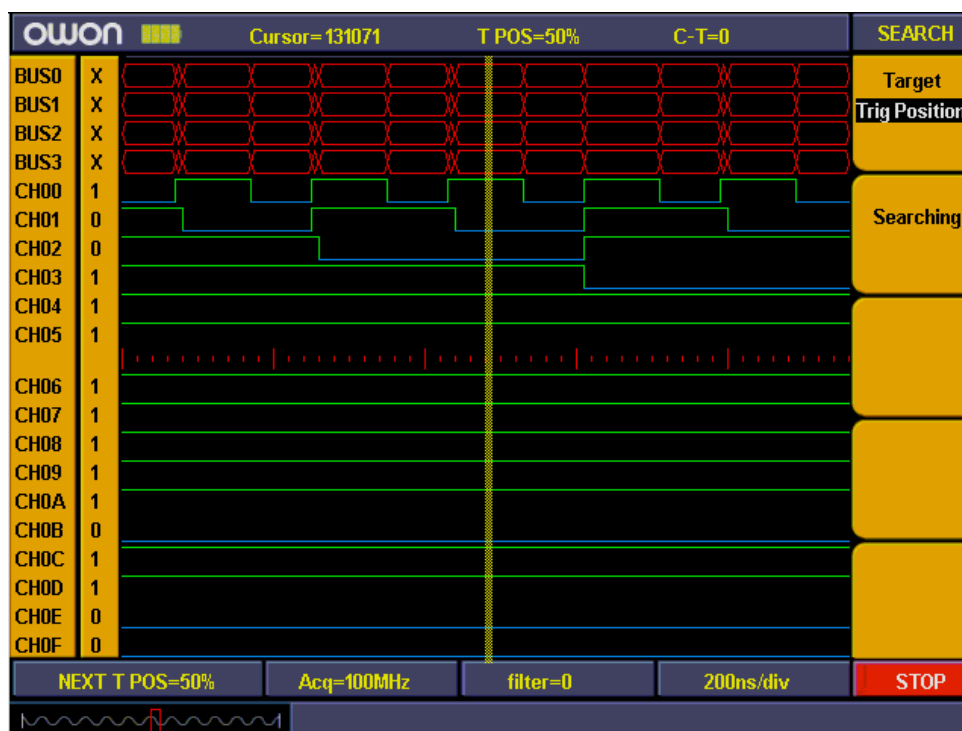 owon Cursor=131071 T POS=50% C-T=0 SEARCH
BUS0 X
BUS1 X
BUS2 X
BUS3 X
CH00 1
CH01 0
CH02 0
CH03 1
CH04 1
CH05 1
CH06 1
CH07 1
CH08 1
CH09 1
CH0A 1
CH0B 0
CH0C 1
CH0D 1
CH0E 0
CH0F 0
Target
Trig Position
Searching
NEXT T POS=50% Acq=100MHz filter=0 200ns/div STOP